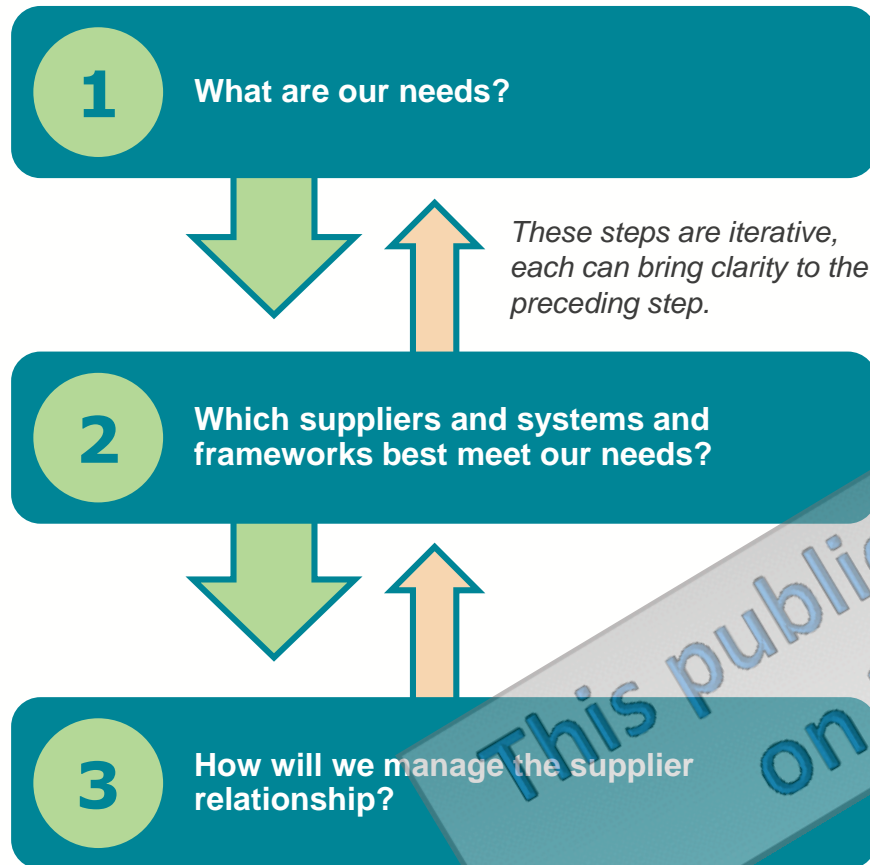 1
What are our needs?
These steps are iterative,
each can bring clarity to the
preceding step.
2
Which suppliers and systems and
frameworks best meet our needs?
3
How will we manage the supplier
relationship?
This public
on